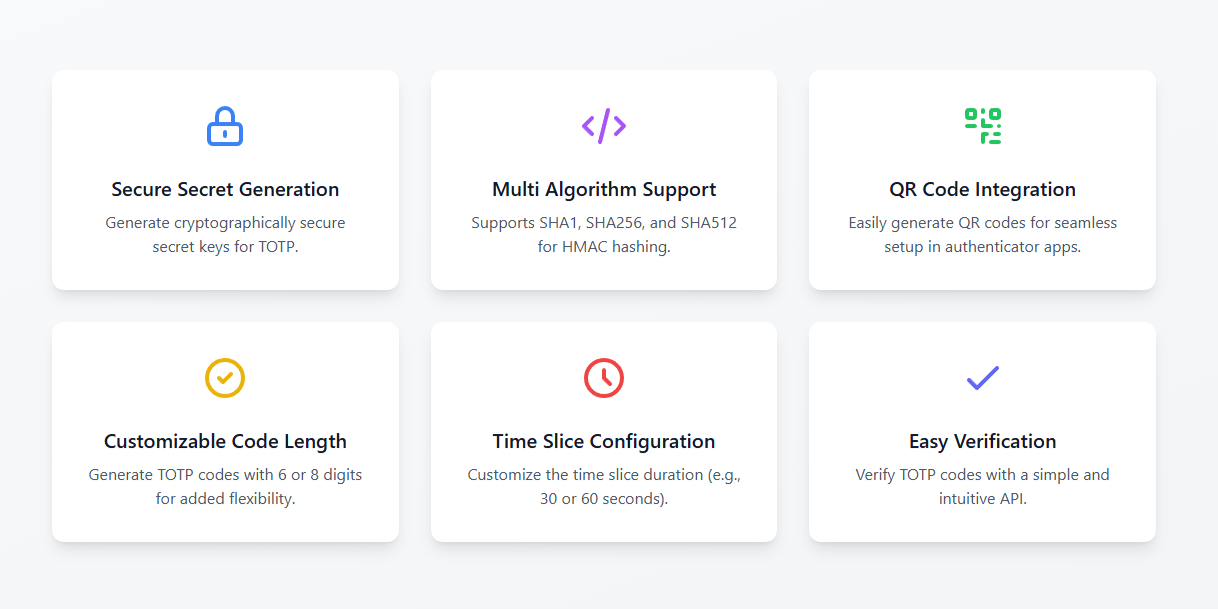 Secure Secret Generation
Generate cryptographically secure
secret keys for TOTP.
Multi Algorithm Support
Supports SHA1, SHA256, and SHA512
for HMAC hashing.
QR Code Integration
Easily generate QR codes for seamless
setup in authenticator apps.
Customizable Code Length
Generate TOTP codes with 6 or 8 digits
for added flexibility.
Time Slice Configuration
Customize the time slice duration (e.g.,
30 or 60 seconds).
Easy Verification
Verify TOTP codes with a simple and
intuitive API.